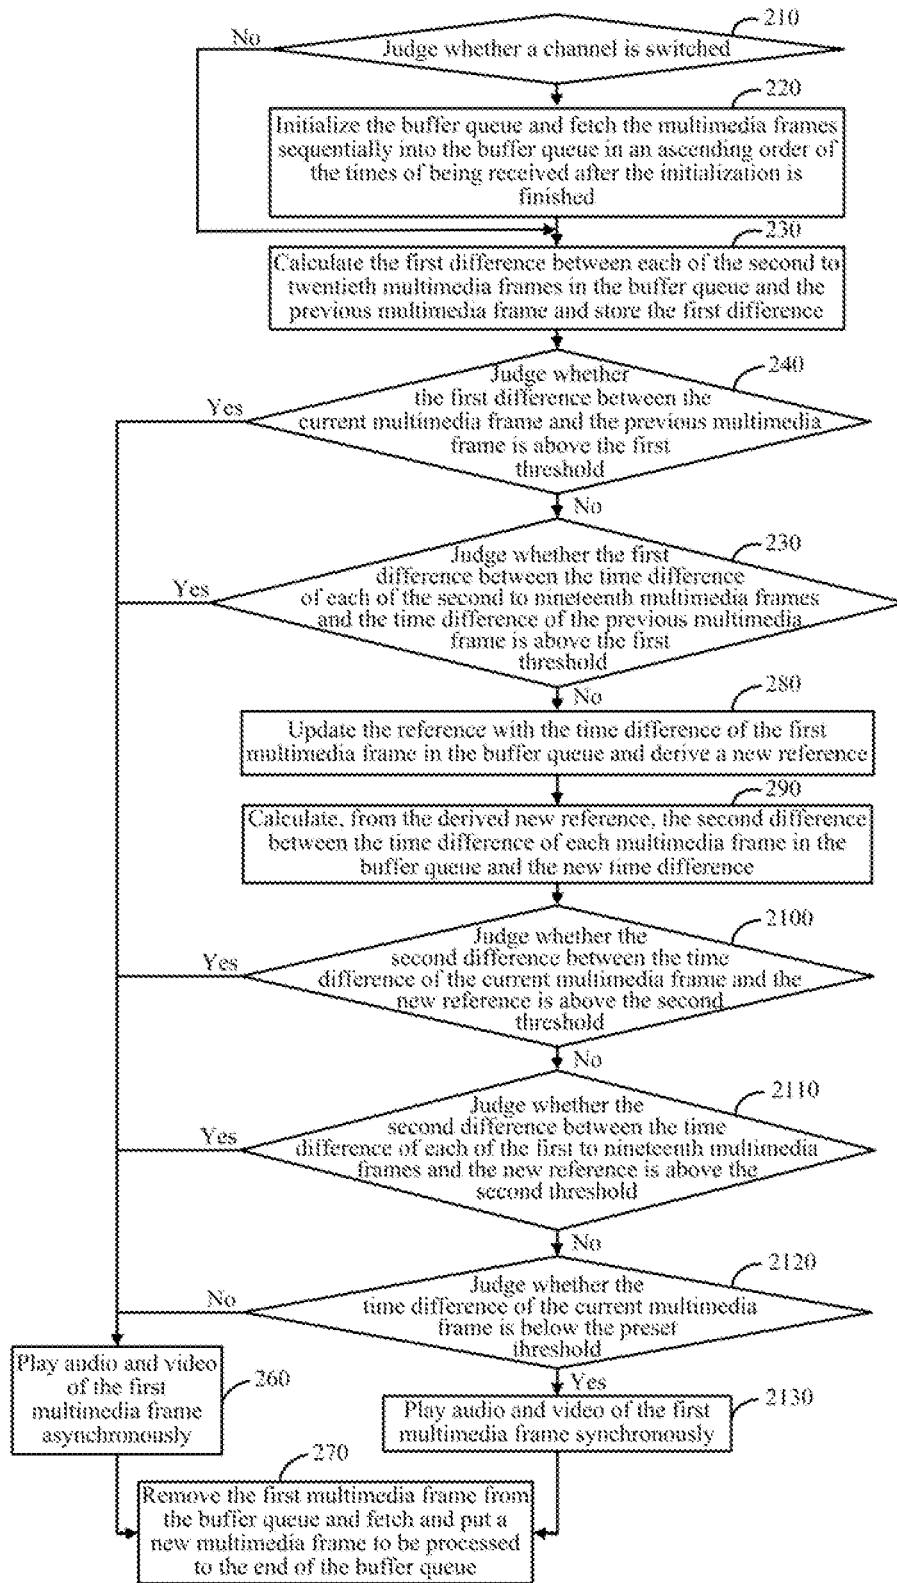 210
No
Judge whether a channel is switched
220
Initialize the buffer queue and fetch the multimedia frames
sequentially into the buffer queue in an ascending order of
the times of being received after the initialization is
finished
230
Calculate the first difference between each of the second to
twentieth multimedia frames in the buffer queue and the
previous multimedia frame and store the first difference
240
Judge whether
the first difference between the
current multimedia frame and the previous multimedia
frame is above the first
threshold
Yes
No
230
Judge whether the first
difference between the time difference
of each of the second to nineteenth multimedia frames
and the time difference of the previous multimedia
frame is above the first
threshold
Yes
No
280
Update the reference with the time difference of the first
multimedia frame in the buffer queue and derive a new reference
290
Calculate, from the derived new reference, the second difference
between the time difference of each multimedia frame in the
buffer queue and the new time difference
2100
Judge whether the
second difference between the time
difference of the current multimedia frame and the
new reference is above the second
threshold
Yes
No
2110
Judge whether the
second difference between the time
difference of each of the first to nineteenth multimedia
frames and the new reference is above the
second threshold
Yes
No
2120
Judge whether the
time difference of the current multimedia
frame is below the preset
threshold
No
Yes
Play audio and video
of the first
multimedia frame
asynchronously
260
Play audio and video of the first
multimedia frame synchronously
2130
270
Remove the first multimedia frame from
the buffer queue and fetch and put a
new multimedia frame to be processed
to the end of the buffer queue